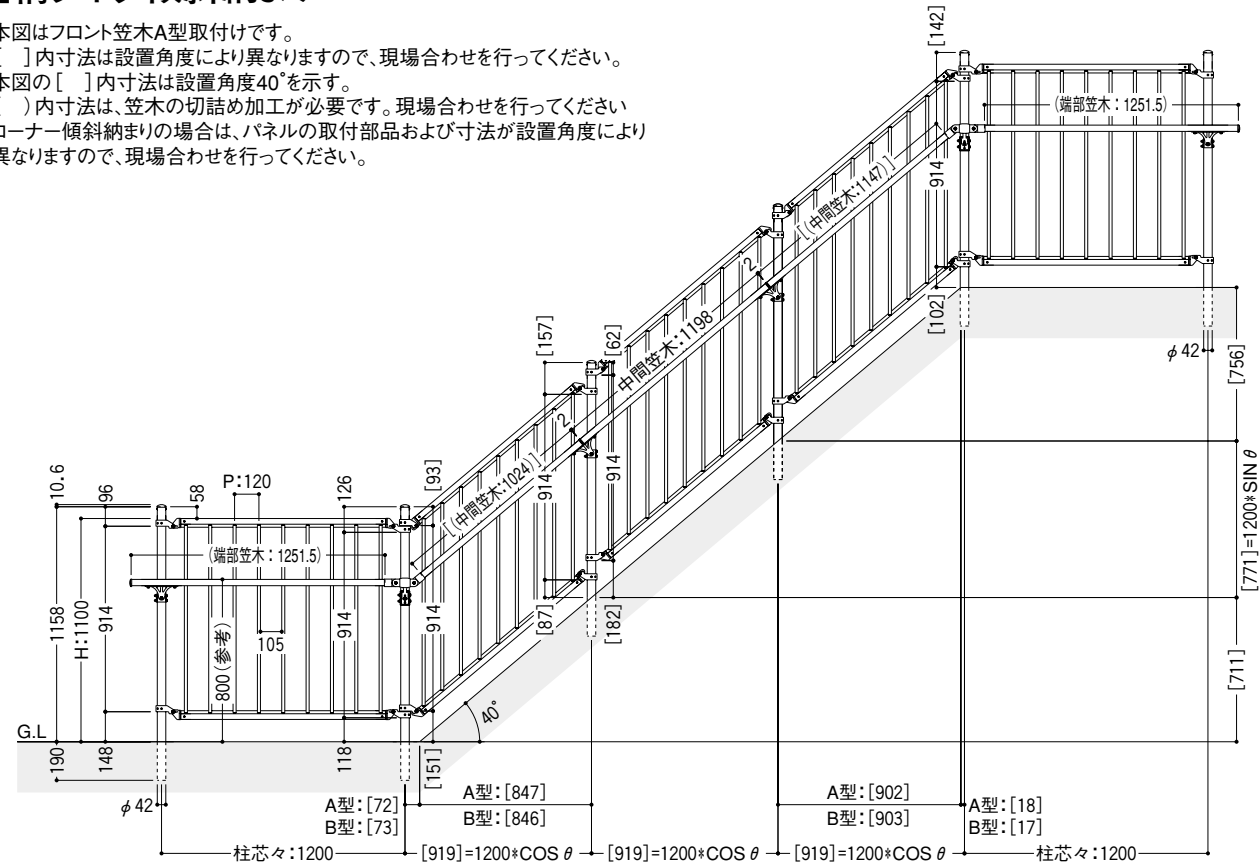 本図はフロント笠木A型取付けです。
[　]内寸法は設置角度により異なりますので、現場合わせを行ってください。
本図の[　]内寸法は設置角度40°を示す。
(　)内寸法は、笠木の切詰め加工が必要です。現場合わせを行ってください
コーナー傾斜納まりの場合は、パネルの取付部品および寸法が設置角度により
異なりますので、現場合わせを行ってください。
[142]
(端部笠木：1251.5)
914
[102]
φ42
[(中間笠木:1147)]
2
中間笠木:1198
[157]
[62]
2
[(中間笠木:1024)]
914
914
[87]
[182]
[756]
[771]=1200*SIN θ
[711]
10.6
96
58
P:120
126
[93]
(端部笠木：1251.5)
1158
H:1100
914
800(参考)
105
914
914
40°
G.L
190
148
118
[151]
φ42
A型:[72]
B型:[73]
A型:[847]
B型:[846]
A型:[902]
B型:[903]
A型:[18]
B型:[17]
柱芯々:1200
[919]=1200*COS θ
[919]=1200*COS θ
[919]=1200*COS θ
柱芯々:1200